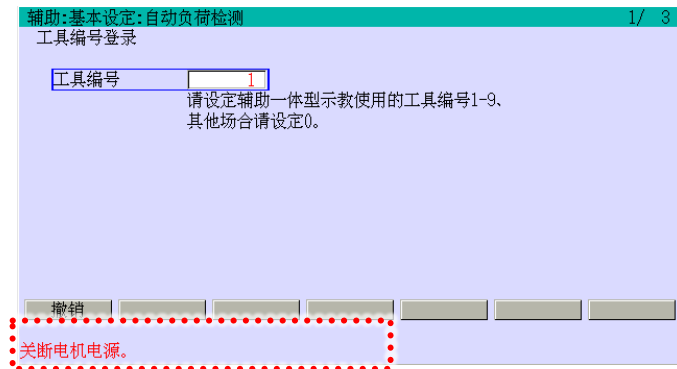 辅助:基本设定:自动负荷检测 1/ 3
工具编号登录
工具编号 1
请设定辅助一体型示教使用的工具编号1-9、
其他场合请设定0。
撤销
关断电机电源。